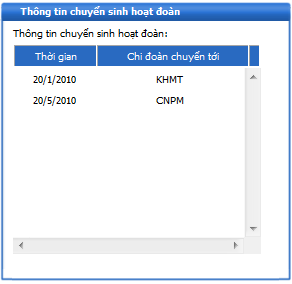 Thông tin chuyển sinh hoạt đoàn
Thông tin chuyển sinh hoạt đoàn:
Thời gian Chi đoàn chuyển tới
20/1/2010 KHMT
20/5/2010 CNPM